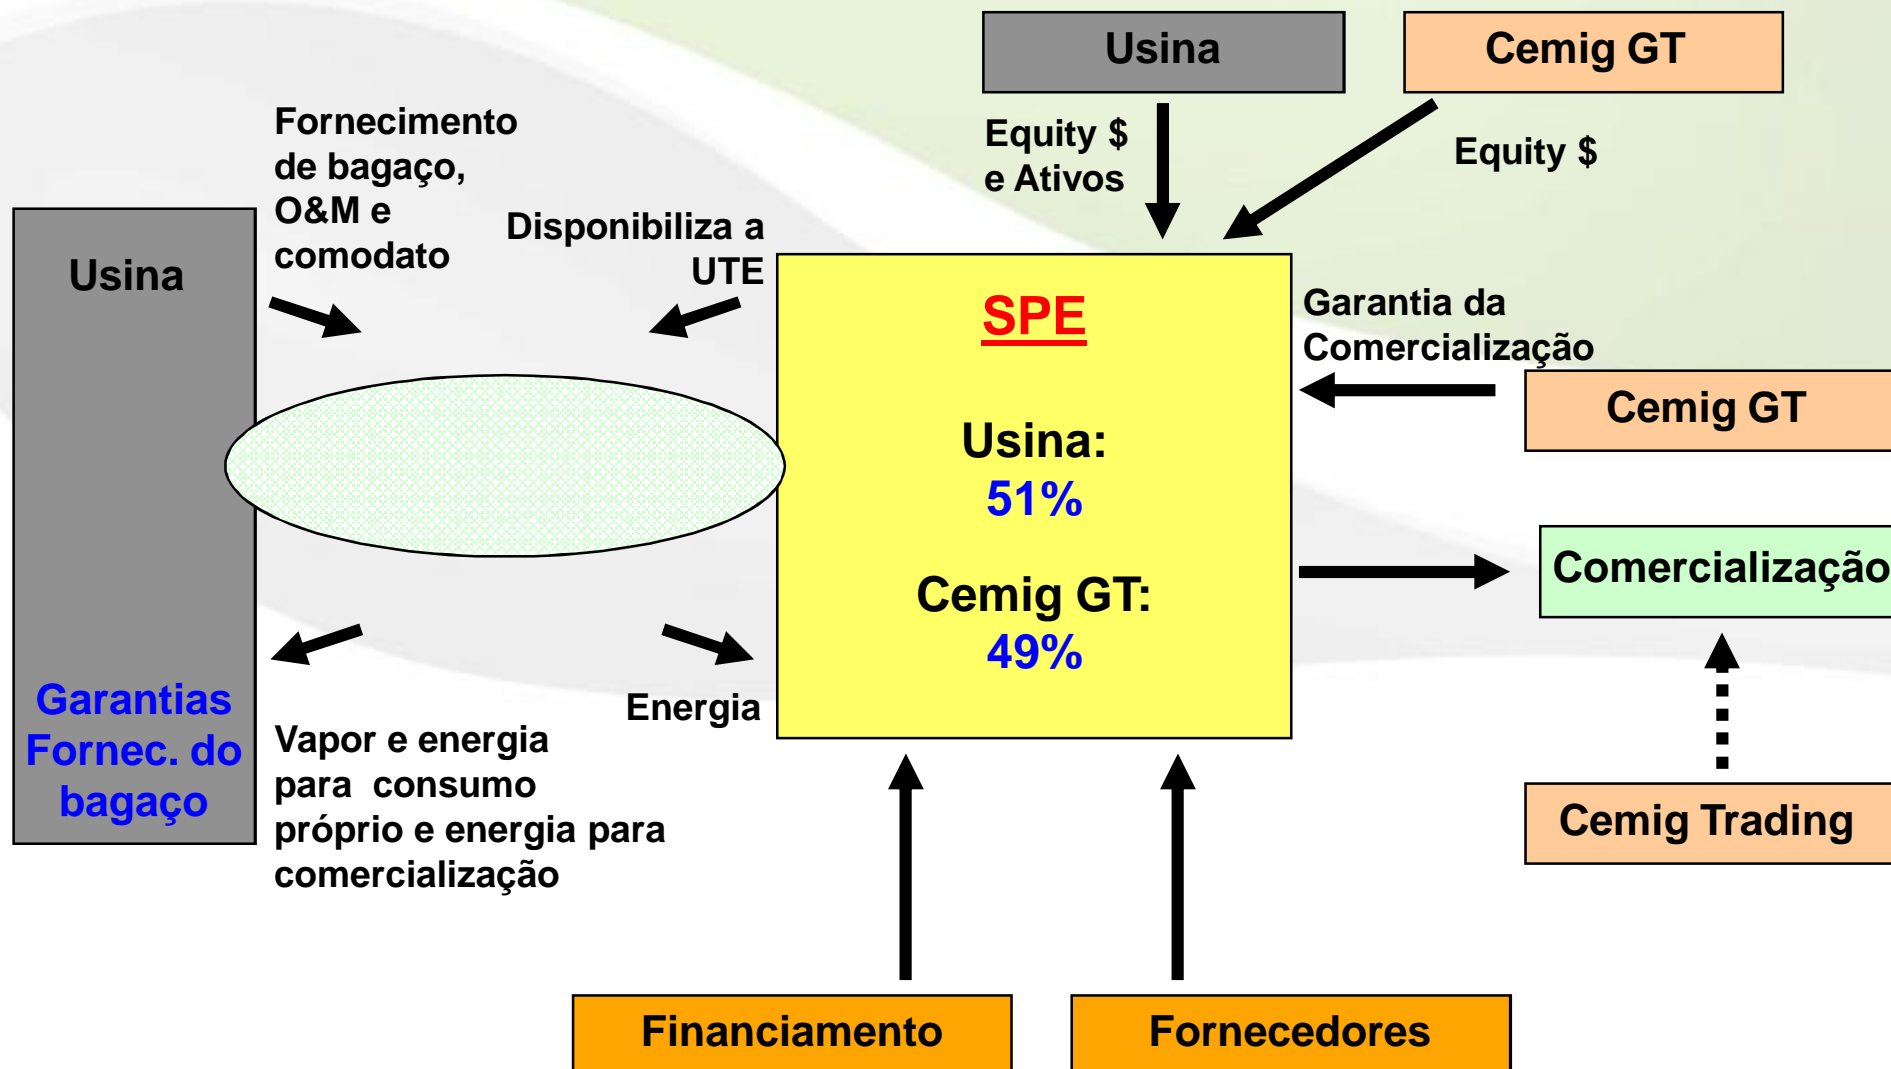 Usina
Cemig GT
Equity $
e Ativos
Equity $
Fornecimento
de bagaço,
O&M e
comodato
Disponibiliza a
UTE
Usina
Garantias
Fornec. do
bagaço
SPE
Usina:
51%
Cemig GT:
49%
Garantia da
Comercialização
Cemig GT
Comercialização
Cemig Trading
Energia
Vapor e energia
para consumo
próprio e energia para
comercialização
Financiamento
Fornecedores